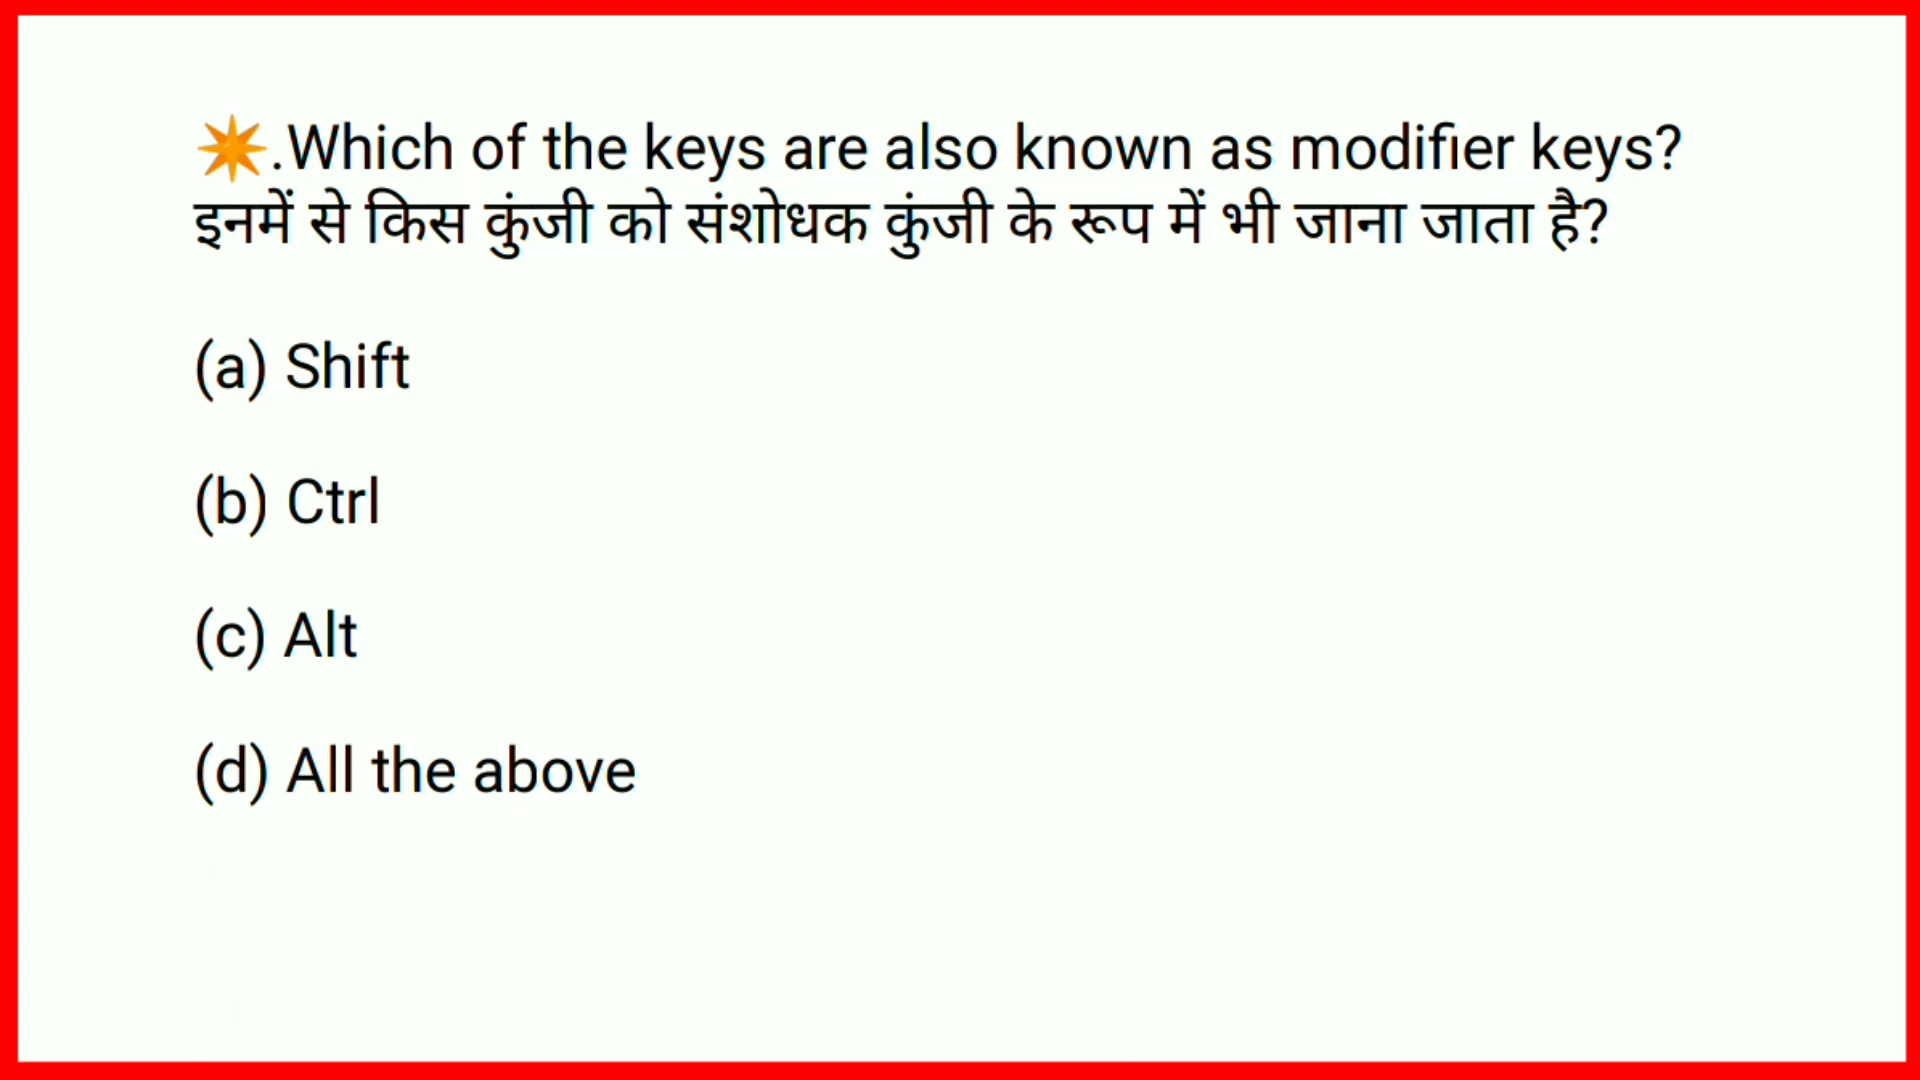 ✴.Which of the keys are also known as modifier keys?
इनमें से किस कुंजी को संशोधक कुंजी के रूप में भी जाना जाता है?
(a) Shift
(b) Ctrl
(c) Alt
(d) All the above